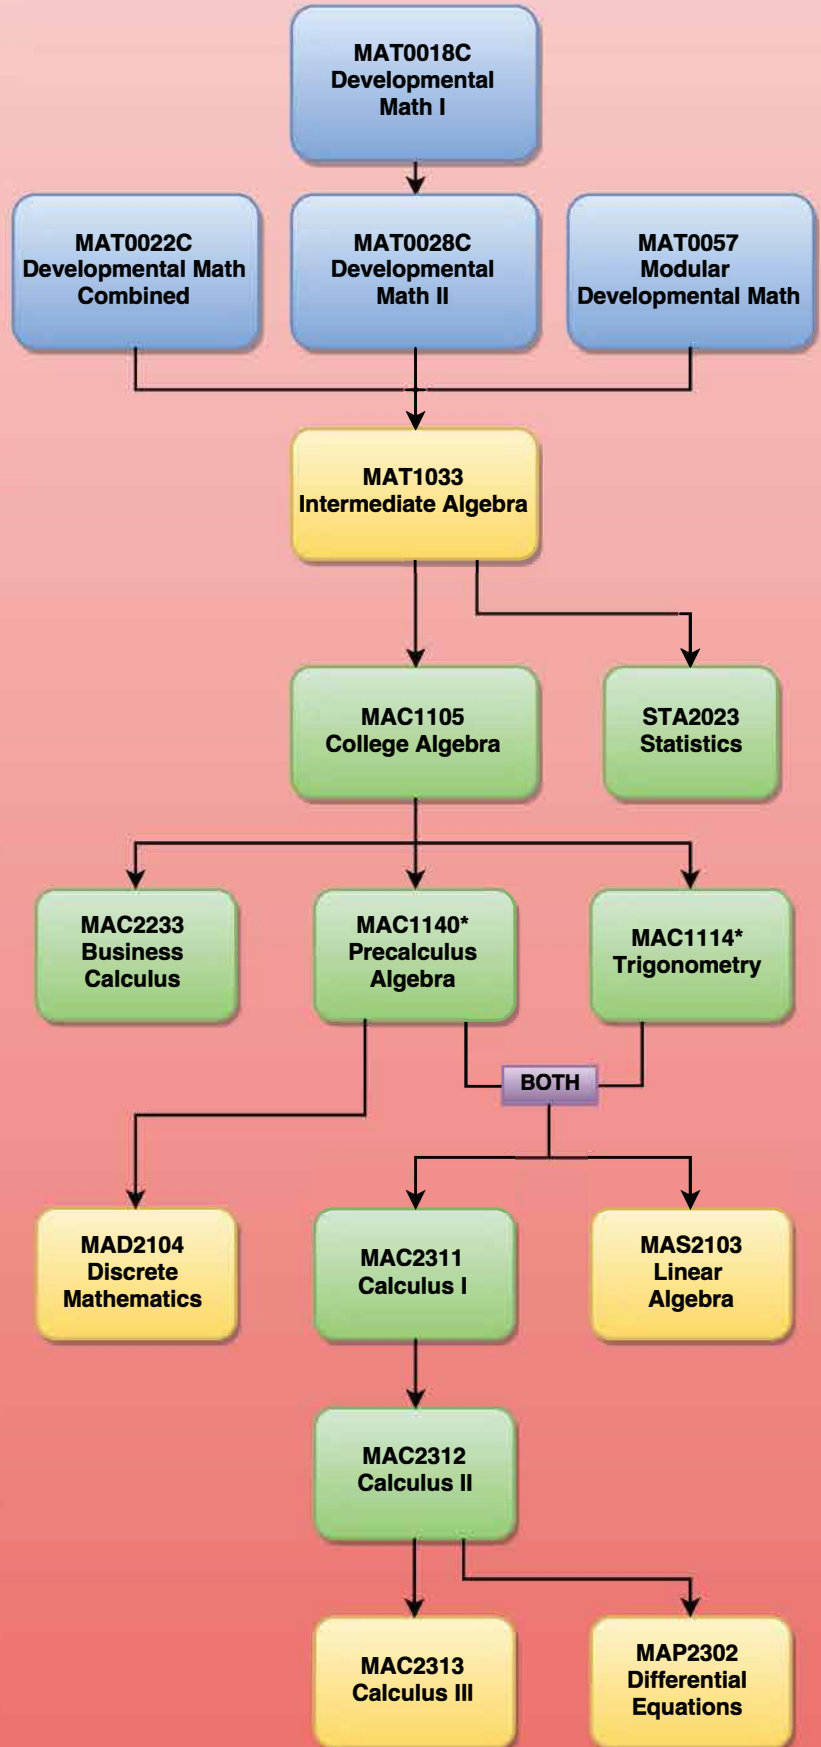 MAT0018C
Developmental
Math I
MAT0022C
Developmental Math
Combined
MAT0028C
Developmental
Math II
MAT0057
Modular
Developmental Math
MAT1033
Intermediate Algebra
MAC1105
College Algebra
STA2023
Statistics
MAC2233
Business
Calculus
MAC1140*
Precalculus
Algebra
MAC1114*
Trigonometry
BOTH
MAD2104
Discrete
Mathematics
MAC2311
Calculus I
MAS2103
Linear
Algebra
MAC2312
Calculus II
MAC2313
Calculus III
MAP2302
Differential
Equations